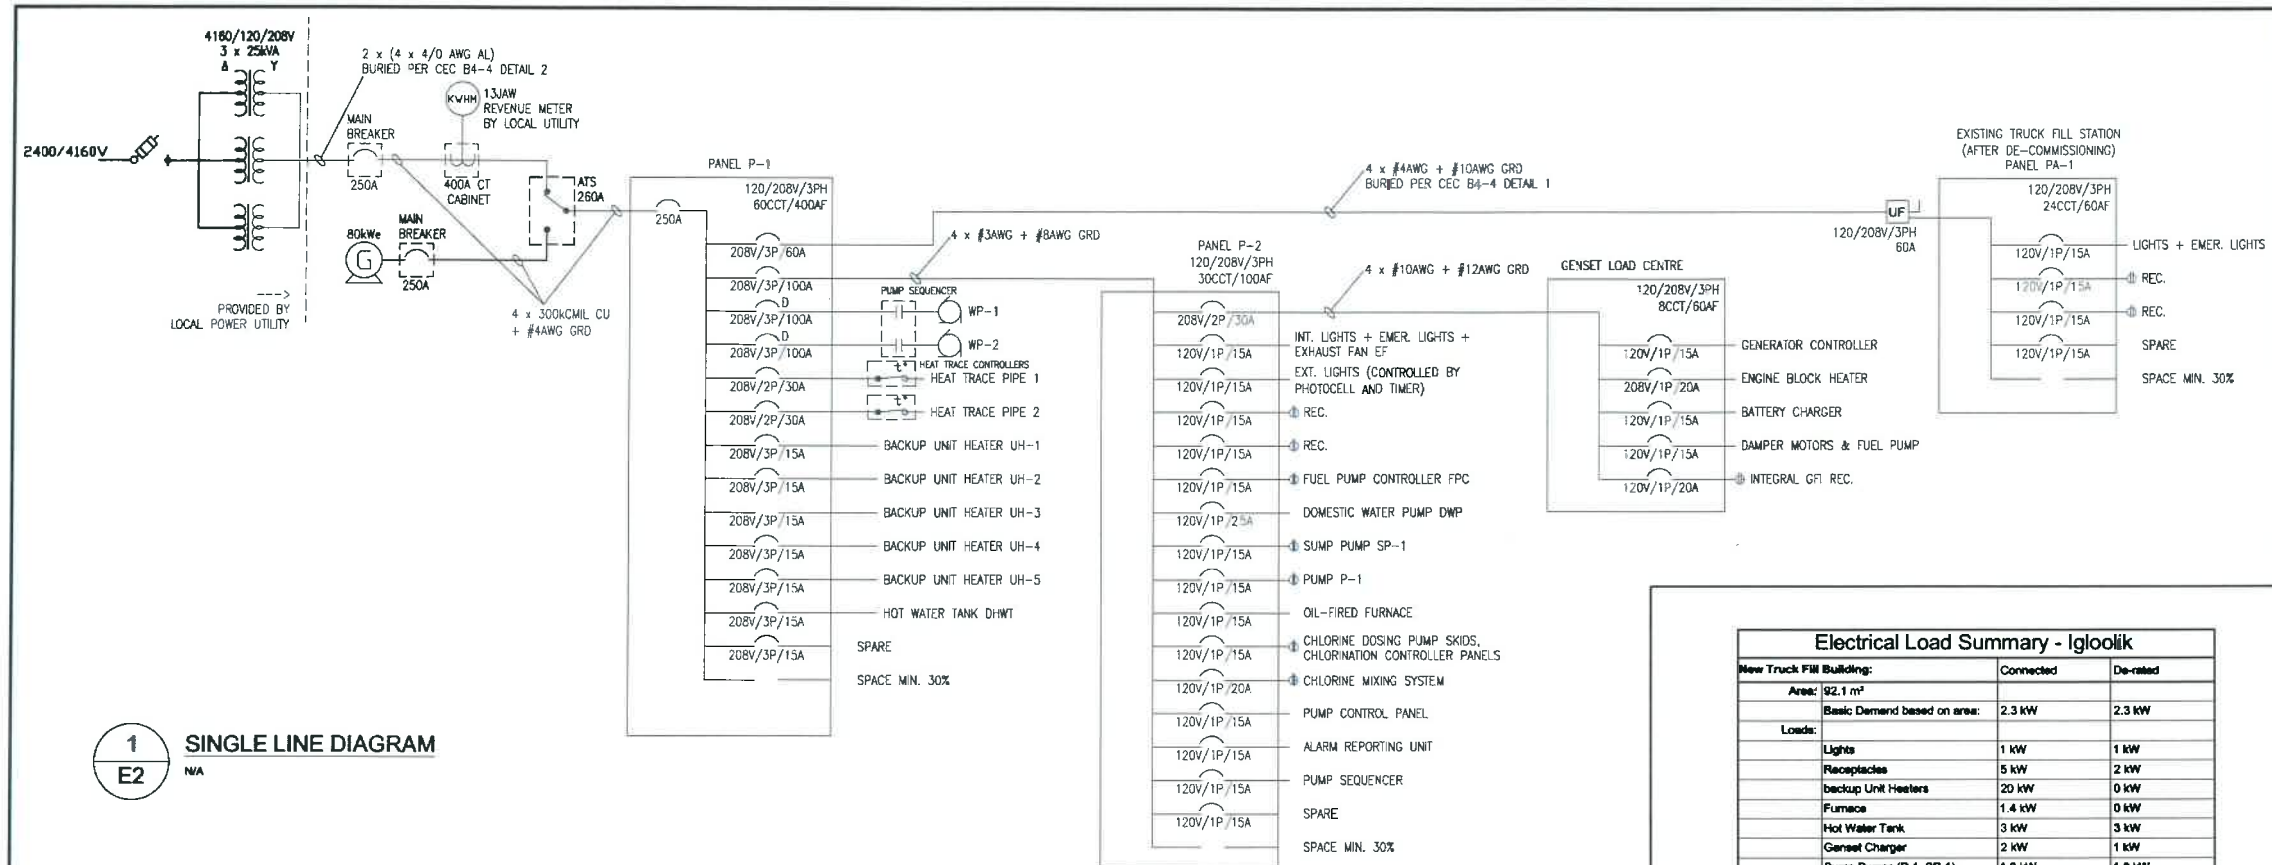 4160/120/208V
3 x 25kVA
Δ Y
2400/4160V
2 x (4 x 4/0 AWG AL)
BURIED PER CEC B4-4 DETAIL 2
MAIN
BREAKER
250A
KWHM
13JAW
REVENUE METER
BY LOCAL UTILITY
400A CT
CABINET
ATS
260A
80kWe
G
MAIN
BREAKER
250A
--->
PROVIDED BY
LOCAL POWER UTILITY
4 x 300kCMIL CU
+ #4AWG GRD
PANEL P-1
120/208V/3PH
60CCT/400AF
250A
208V/3P/60A
208V/3P/100A
D
208V/3P/100A
D
208V/3P/100A
208V/2P/30A
208V/2P/30A
208V/3P/15A
208V/3P/15A
208V/3P/15A
208V/3P/15A
208V/3P/15A
208V/3P/15A
208V/3P/15A
PUMP SEQUENCER
WP-1
WP-2
HEAT TRACE CONTROLLERS
t°
HEAT TRACE PIPE 1
t°
HEAT TRACE PIPE 2
BACKUP UNIT HEATER UH-1
BACKUP UNIT HEATER UH-2
BACKUP UNIT HEATER UH-3
BACKUP UNIT HEATER UH-4
BACKUP UNIT HEATER UH-5
HOT WATER TANK DHWT
SPARE
SPACE MIN. 30%
4 x #3AWG + #8AWG GRD
4 x #4AWG + #10AWG GRD
BURIED PER CEC B4-4 DETAIL 1
PANEL P-2
120/208V/3PH
30CCT/100AF
208V/2P/30A
120V/1P/15A
120V/1P/15A
120V/1P/15A
120V/1P/15A
120V/1P/15A
120V/1P/25A
120V/1P/15A
120V/1P/15A
120V/1P/15A
120V/1P/15A
120V/1P/20A
120V/1P/15A
120V/1P/15A
120V/1P/15A
120V/1P/15A
INT. LIGHTS + EMER. LIGHTS +
EXHAUST FAN EF
EXT. LIGHTS (CONTROLLED BY
PHOTOCELL AND TIMER)
REC.
REC.
FUEL PUMP CONTROLLER FPC
DOMESTIC WATER PUMP DWP
SUMP PUMP SP-1
PUMP P-1
OIL-FIRED FURNACE
CHLORINE DOSING PUMP SKIDS,
CHLORINATION CONTROLLER PANELS
CHLORINE MIXING SYSTEM
PUMP CONTROL PANEL
ALARM REPORTING UNIT
PUMP SEQUENCER
SPARE
SPACE MIN. 30%
4 x #10AWG + #12AWG GRD
GENSET LOAD CENTRE
120/208V/3PH
8CCT/60AF
120V/1P/15A
208V/1P/20A
120V/1P/15A
120V/1P/15A
120V/1P/20A
GENERATOR CONTROLLER
ENGINE BLOCK HEATER
BATTERY CHARGER
DAMPER MOTORS & FUEL PUMP
INTEGRAL GFI REC.
UF
120/208V/3PH
60A
EXISTING TRUCK FILL STATION
(AFTER DE-COMMISSIONING)
PANEL PA-1
120/208V/3PH
24CCT/60AF
120V/1P/15A
120V/1P/15A
120V/1P/15A
120V/1P/15A
LIGHTS + EMER. LIGHTS
REC.
REC.
SPARE
SPACE MIN. 30%
1
E2
SINGLE LINE DIAGRAM
N/A
Electrical Load Summary - Igloolik
New Truck Fill Building: Connected De-rated
Area: 92.1 m²
Basic Demand based on area: 2.3 kW 2.3 kW
Loads:
Lights 1 kW 1 kW
Receptacles 5 kW 2 kW
backup Unit Heaters 20 kW 0 kW
Furnace 1.4 kW 0 kW
Hot Water Tank 3 kW 3 kW
Genset Charger 2 kW 1 kW